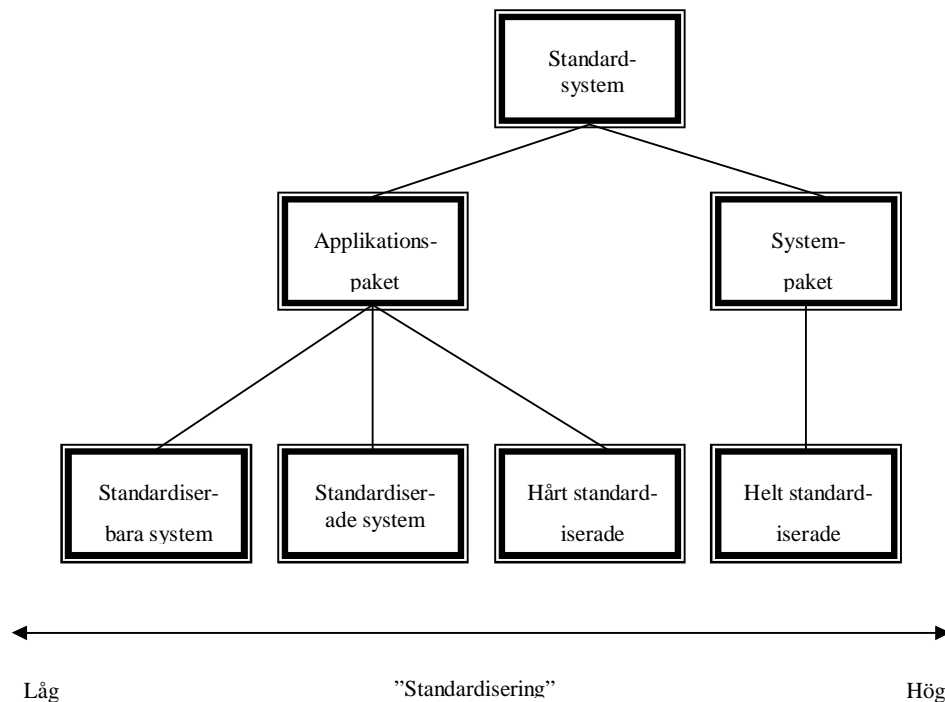 Standard-
system
Applikations-
paket
System-
paket
Standardiser-
bara system
Standardiser-
ade system
Hårt standard-
iserade
Helt standard-
iserade
Låg
”Standardisering”
Hög